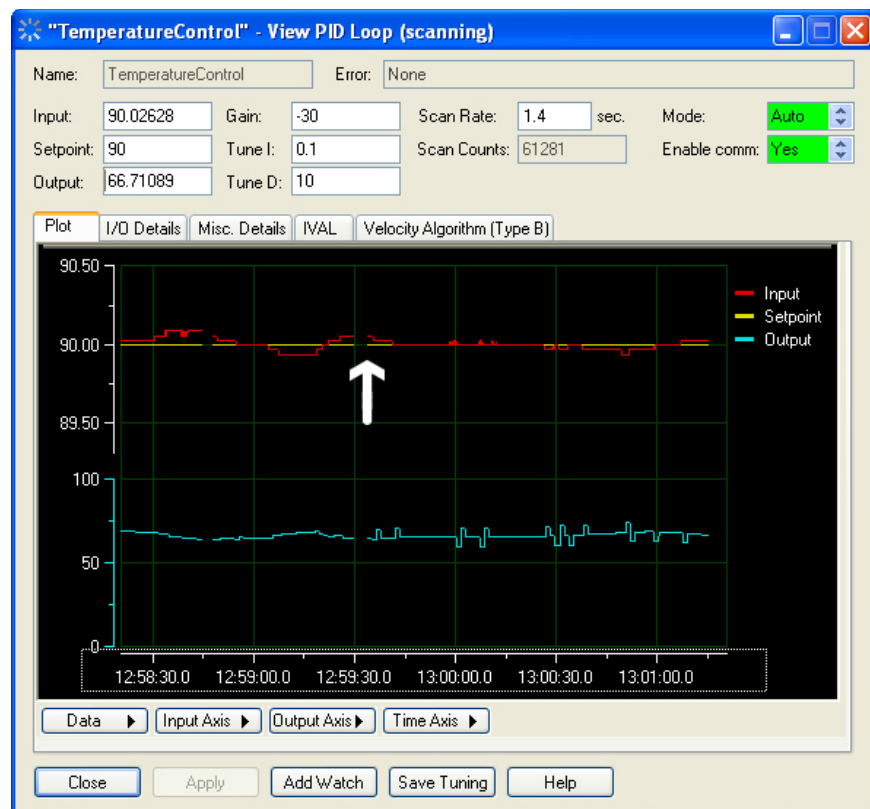 "TemperatureControl" - View PID Loop (scanning)
Name: TemperatureControl Error: None
Input: 90.02628 Gain: -30 Scan Rate: 1.4 sec. Mode: Auto
Setpoint: 90 Tune I: 0.1 Scan Counts: 61281 Enable comm: Yes
Output: 66.71089 Tune D: 10
Plot I/O Details Misc. Details IVAL Velocity Algorithm (Type B)
90.50
Input
Setpoint
90.00 Output
89.50
100
50
0
12:58:30.0 12:59:00.0 12:59:30.0 13:00:00.0 13:00:30.0 13:01:00.0
Data Input Axis Output Axis Time Axis
Close Apply Add Watch Save Tuning Help